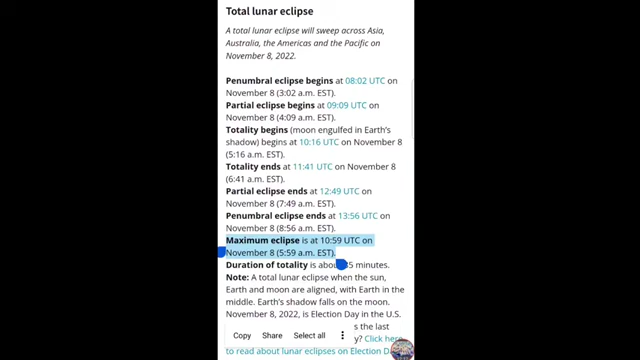 Total lunar eclipse
A total lunar eclipse will sweep across Asia,
Australia, the Americas and the Pacific on
November 8, 2022.
Penumbral eclipse begins at 08:02 UTC on
November 8 (3:02 a.m. EST).
Partial eclipse begins at 09:09 UTC on
November 8 (4:09 a.m. EST).
Totality begins (moon engulfed in Earth's
shadow) begins at 10:16 UTC on November 8
(5:16 a.m. EST).
Totality ends at 11:41 UTC on November 8
(6:41 a.m. EST).
Partial eclipse ends at 12:49 UTC on
November 8 (7:49 a.m. EST).
Penumbral eclipse ends at 13:56 UTC on
November 8 (8:56 a.m. EST).
Maximum eclipse is at 10:59 UTC on
November 8 (5:59 a.m. EST).
Duration of totality is 5 minutes.
Note: A total lunar eclipse when the sun,
Earth and moon are aligned, with Earth in the
middle. Earth's shadow falls on the moon.
November 8, 2022, is Election Day in the U.S.
s the last
Copy Share Select all
y? Click here
to read about lunar eclipses on Election